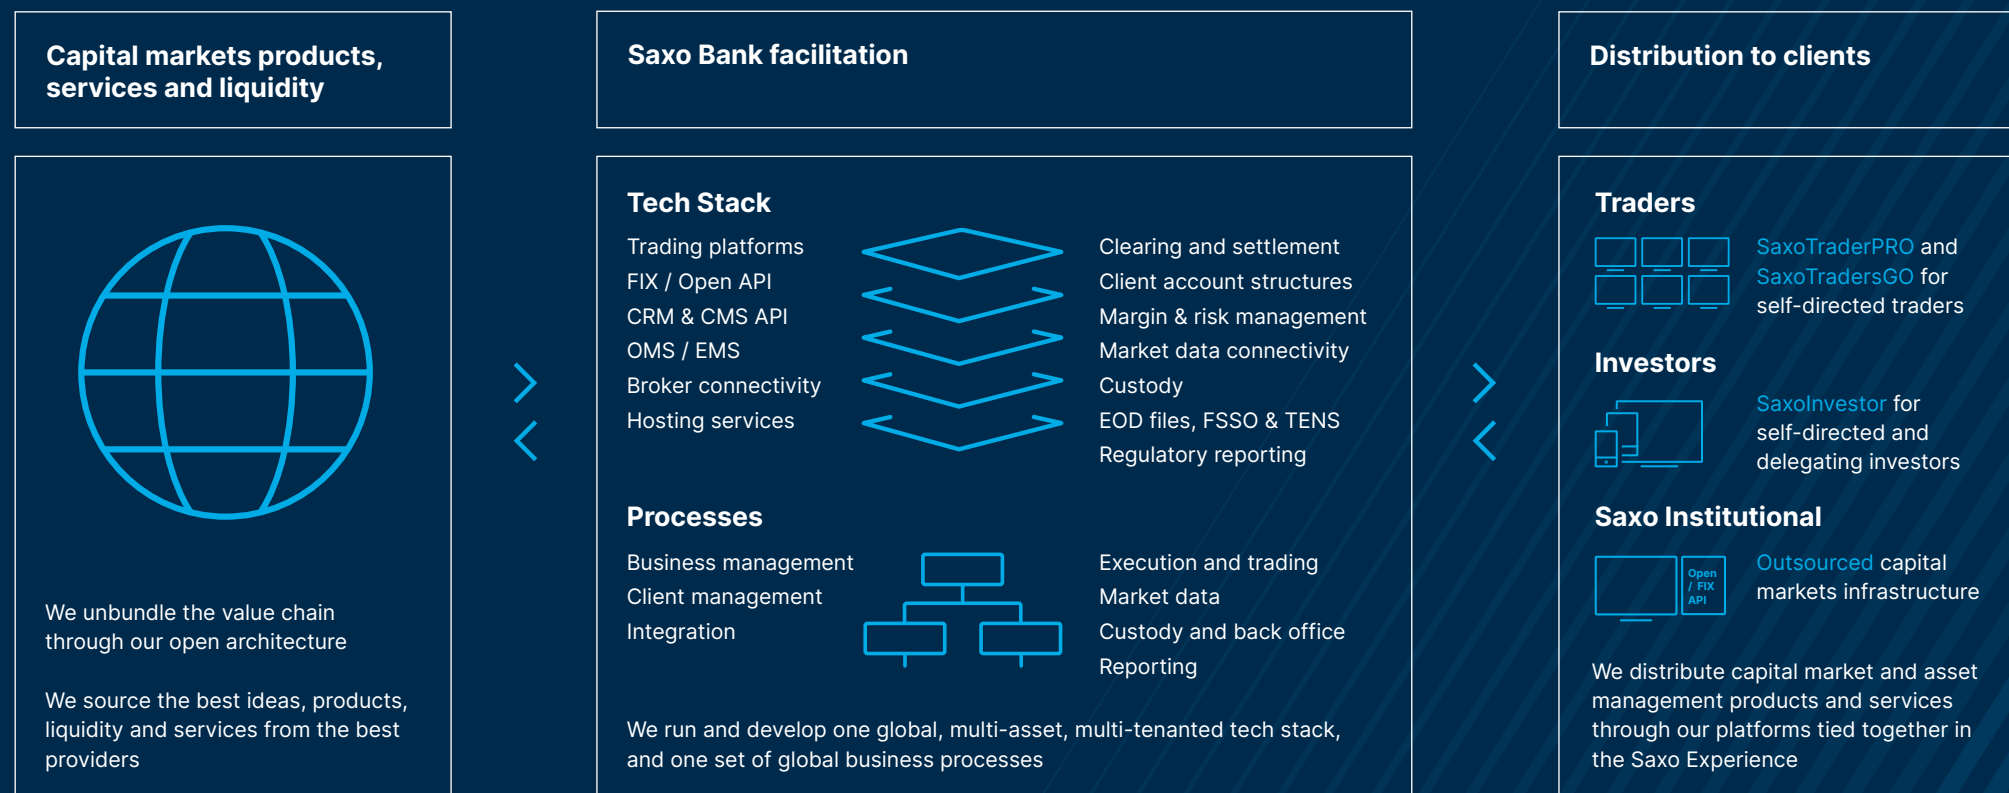 Capital markets products,
services and liquidity
We unbundle the value chain
through our open architecture
We source the best ideas, products,
liquidity and services from the best
providers
Saxo Bank facilitation
Tech Stack
Trading platforms
FIX / Open API
CRM & CMS API
OMS / EMS
Broker connectivity
Hosting services
Clearing and settlement
Client account structures
Margin & risk management
Market data connectivity
Custody
EOD files, FSSO & TENS
Regulatory reporting
Processes
Business management
Client management
Integration
Execution and trading
Market data
Custody and back office
Reporting
We run and develop one global, multi-asset, multi-tenanted tech stack,
and one set of global business processes
Distribution to clients
Traders
SaxoTraderPRO and
SaxoTradersGO for
self-directed traders
Investors
SaxoInvestor for
self-directed and
delegating investors
Saxo Institutional
Open
/ FIX
API
Outsourced capital
markets infrastructure
We distribute capital market and asset
management products and services
through our platforms tied together in
the Saxo Experience